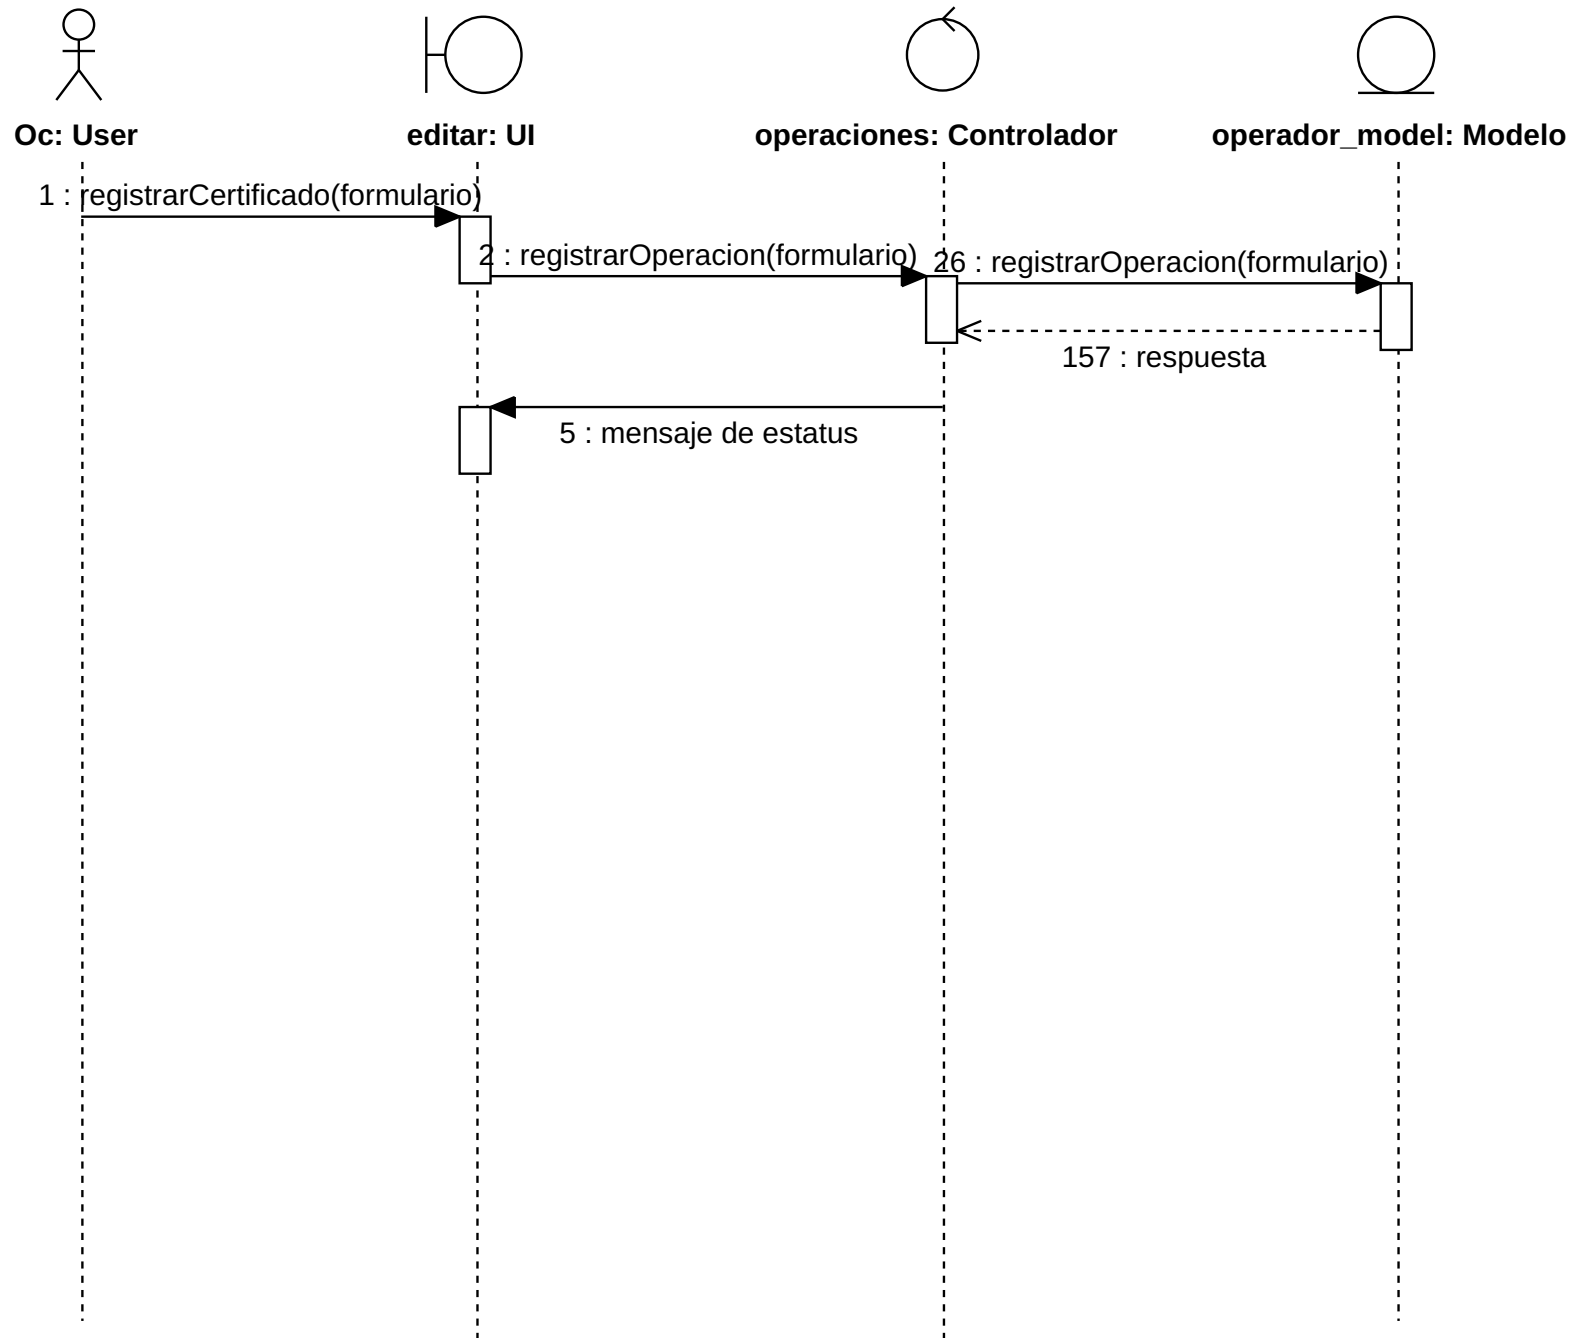 Oc: User
editar: UI
operaciones: Controlador
operador_model: Modelo
1 : registrarCertificado(formulario)
2 : registrarOperacion(formulario)
26 : registrarOperacion(formulario)
157 : respuesta
5 : mensaje de estatus